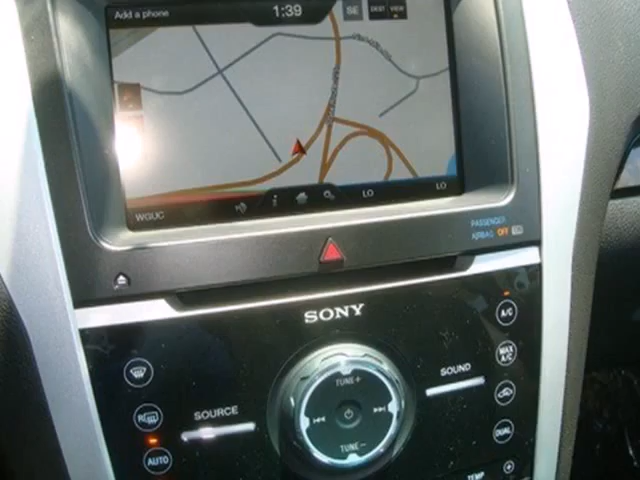 Add a phone 1:39 SE DEST VIEW
WGUC i LO LO
PASSENGER
AIRBAG OFF
SONY
A/C
TUNE+
SOUND
MAX
A/C
SOURCE
R
TUNE-
DUAL
AUTO
TEMP +